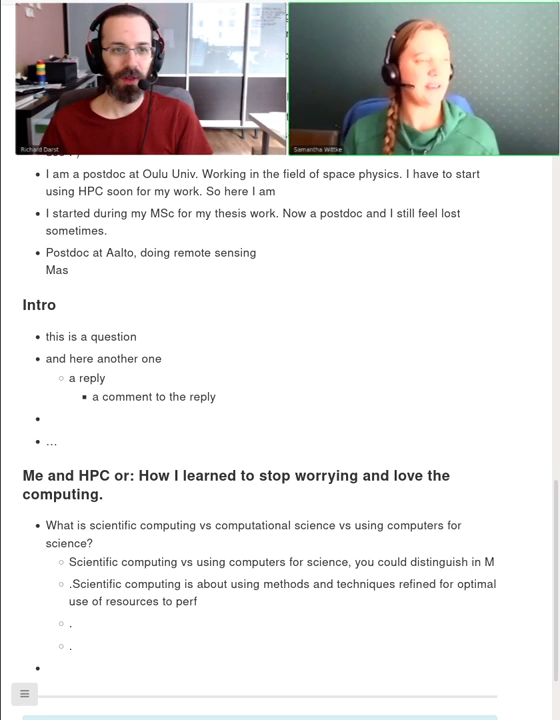 Richard Darst
Samantha Wittke
I am a postdoc at Oulu Univ. Working in the field of space physics. I have to start
using HPC soon for my work. So here I am
I started during my MSc for my thesis work. Now a postdoc and I still feel lost
sometimes.
Postdoc at Aalto, doing remote sensing
Mas
Intro
this is a question
and here another one
a reply
a comment to the reply
...
Me and HPC or: How I learned to stop worrying and love the
computing.
What is scientific computing vs computational science vs using computers for
science?
Scientific computing vs using computers for science, you could distinguish in M
.Scientific computing is about using methods and techniques refined for optimal
use of resources to perf
.
.